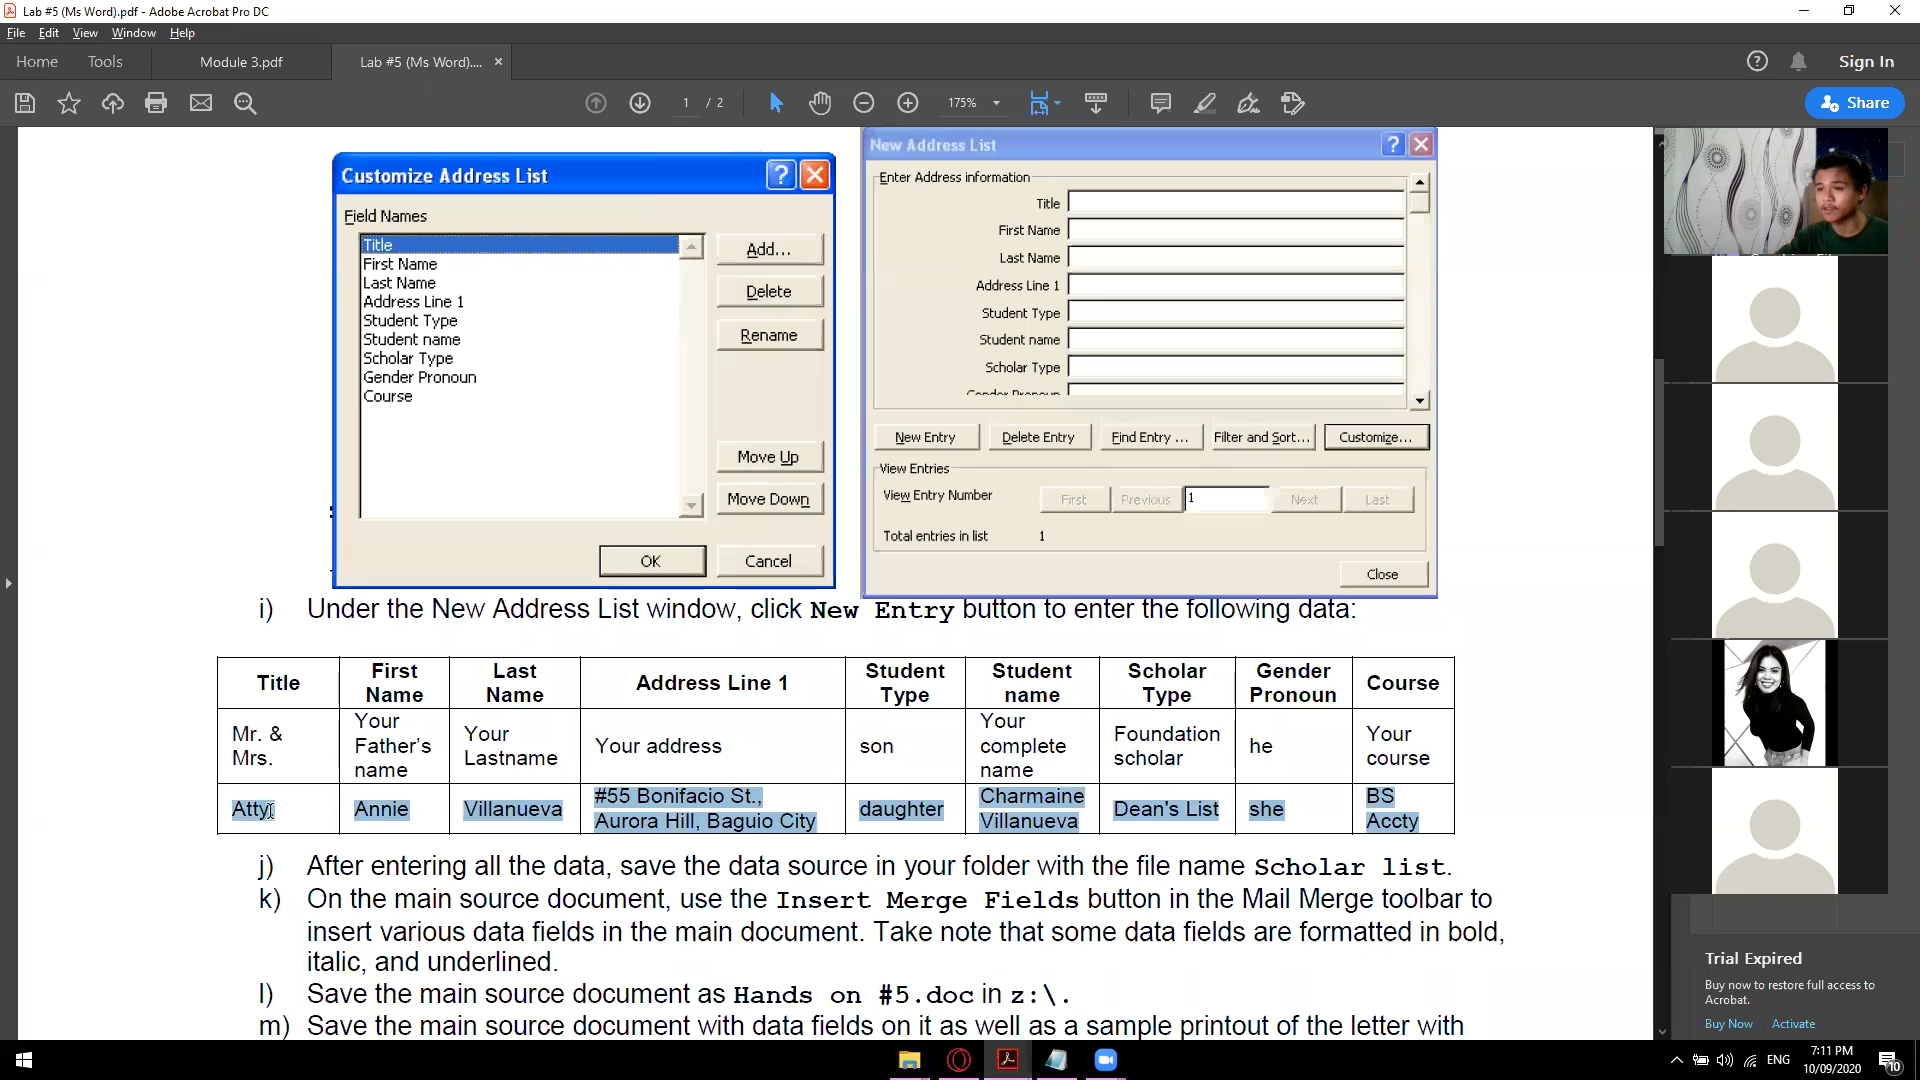 Lab #5 (Ms Word).pdf - Adobe Acrobat Pro DC
File Edit View Window Help
Home Tools Module 3.pdf Lab #5 (Ms Word).... × Sign In
1 / 2 175% Share
Customize Address List
Field Names
Title
First Name
Last Name
Address Line 1
Student Type
Student name
Scholar Type
Gender Pronoun
Course
Add...
Delete
Rename
Move Up
Move Down
OK Cancel
New Address List
Enter Address information
Title
First Name
Last Name
Address Line 1
Student Type
Student name
Scholar Type
Gender Pronoun
New Entry Delete Entry Find Entry ... Filter and Sort... Customize...
View Entries
View Entry Number First Previous 1 Next Last
Total entries in list 1
Close
i) Under the New Address List window, click New Entry button to enter the following data:
Title First Name Last Name Address Line 1 Student Type Student name Scholar Type Gender Pronoun Course
Mr. & Mrs. Your Father's name Your Lastname Your address son Your complete name Foundation scholar he Your course
Atty. Annie Villanueva #55 Bonifacio St., Aurora Hill, Baguio City daughter Charmaine Villanueva Dean's List she BS Accty
j) After entering all the data, save the data source in your folder with the file name Scholar list.
k) On the main source document, use the Insert Merge Fields button in the Mail Merge toolbar to
insert various data fields in the main document. Take note that some data fields are formatted in bold,
italic, and underlined.
l) Save the main source document as Hands on #5.doc in z:\.
m) Save the main source document with data fields on it as well as a sample printout of the letter with
Trial Expired
Buy now to restore full access to
Acrobat.
Buy Now Activate
ENG 7:11 PM
10/09/2020
10